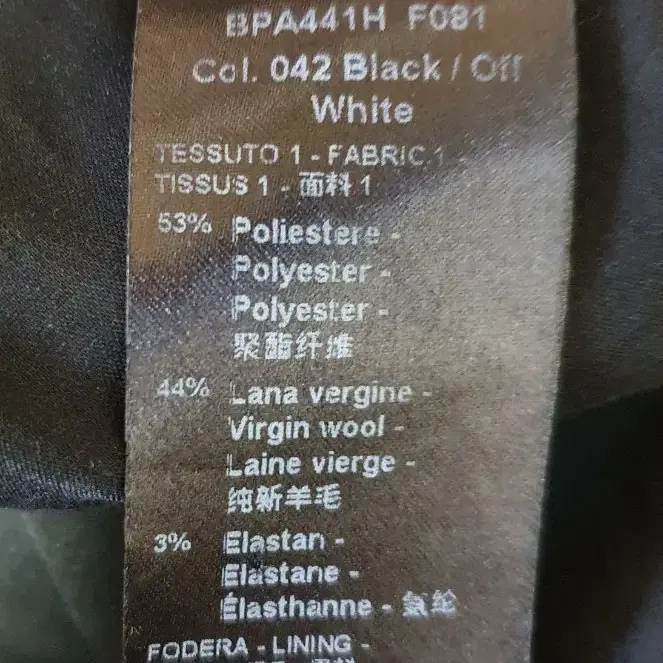 BPA441H F081
Col. 042 Black / Off
White
TESSUTO 1 - FABRIC 1 -
TISSUS 1 - 面料 1
53% Poliestere -
Polyester -
Polyester -
聚酯纤维
44% Lana vergine -
Virgin wool -
Laine vierge -
纯新羊毛
3% Elastan -
Elastane -
Élasthanne - 氨纶
FODERA - LINING -